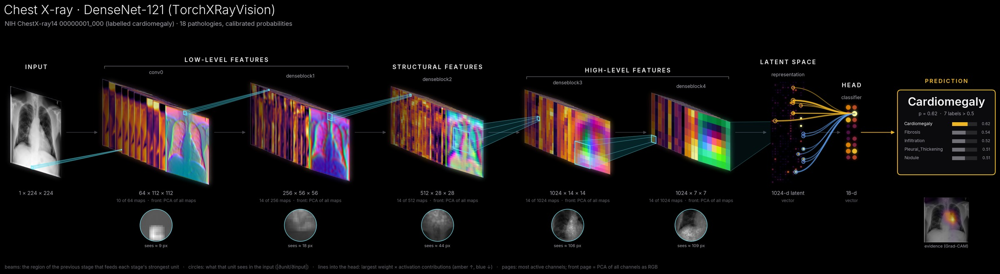 Chest X-ray · DenseNet-121 (TorchXRayVision)
NIH ChestX-ray14 00000001_000 (labelled cardiomegaly) · 18 pathologies, calibrated probabilities
INPUT
1 × 224 × 224
LOW-LEVEL FEATURES
conv0
64 × 112 × 112
10 of 64 maps · front: PCA of all maps
sees ≈ 9 px
denseblock1
256 × 56 × 56
14 of 256 maps · front: PCA of all maps
sees ≈ 18 px
STRUCTURAL FEATURES
denseblock2
512 × 28 × 28
14 of 512 maps · front: PCA of all maps
sees ≈ 44 px
HIGH-LEVEL FEATURES
denseblock3
1024 × 14 × 14
14 of 1024 maps · front: PCA of all maps
sees ≈ 106 px
denseblock4
1024 × 7 × 7
14 of 1024 maps · front: PCA of all maps
sees ≈ 109 px
LATENT SPACE
representation
1024-d latent
vector
HEAD
classifier
18-d
vector
PREDICTION
Cardiomegaly
p = 0.62 · 7 labels > 0.5
Cardiomegaly 0.62
Fibrosis 0.54
Infiltration 0.52
Pleural_Thickening 0.51
Nodule 0.51
evidence (Grad-CAM)
beams: the region of the previous stage that feeds each stage's strongest unit · circles: what that unit sees in the input (|∂unit/∂input|) · lines into the head: largest weight × activation contributions (amber ↑, blue ↓) · pages: most active channels; front page = PCA of all channels as RGB